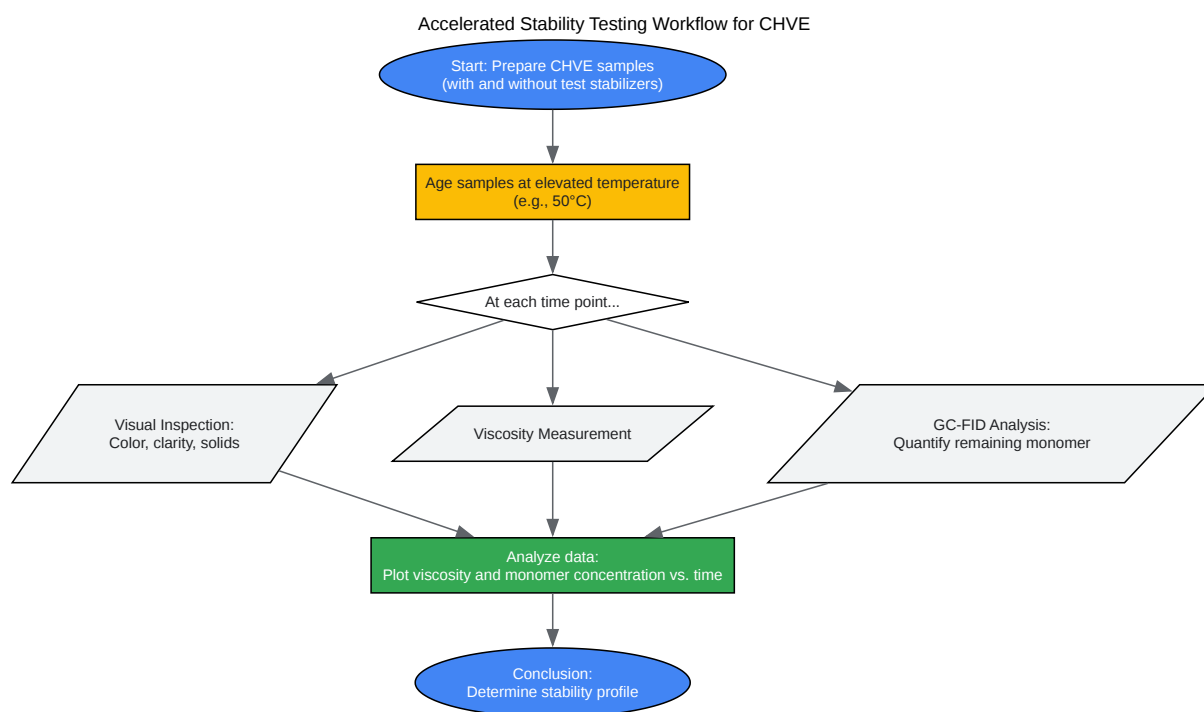 Accelerated Stability Testing Workflow for CHVE
Start: Prepare CHVE samples
(with and without test stabilizers)
Age samples at elevated temperature
(e.g., 50°C)
At each time point...
Visual Inspection:
Color, clarity, solids
Viscosity Measurement
GC-FID Analysis:
Quantify remaining monomer
Analyze data:
Plot viscosity and monomer concentration vs. time
Conclusion:
Determine stability profile